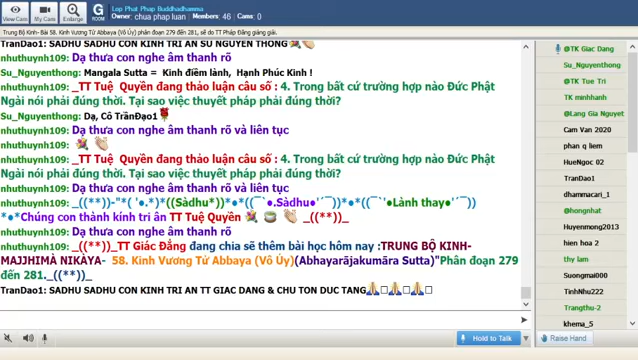 View Cam
My Cam
Enlarge
G
ROOM
Lop Phat Phap Buddhadhamma
Owner: chua phap luan Members: 46 Cams: 0
Trung Bộ Kinh- Bài 58. Kinh Vương Tử Abbaya (Vô Úy) phân đoạn 279 đến 281, sẽ do TT Pháp Đăng giảng giải.
TranDao1: SADHU SADHU CON KINH TRI AN SU NGUYEN THONG
nhuthuynh109: Dạ thưa con nghe âm thanh rõ
Su_Nguyenthong: Mangala Sutta = Kinh điềm lành, Hạnh Phúc Kinh !
_TT Tuệ Quyền đang thảo luận câu số : 4. Trong bất cứ trường hợp nào Đức Phật
Ngài nói phải đúng thời. Tại sao việc thuyết pháp phải đúng thời?
Su_Nguyenthong: Dạ, Cô TrầnĐạo1
nhuthuynh109: Dạ thưa con nghe âm thanh rõ và liên tục
nhuthuynh109:
nhuthuynh109: _TT Tuệ Quyền đang thảo luận câu số : 4. Trong bất cứ trường hợp nào Đức Phật
Ngài nói phải đúng thời. Tại sao việc thuyết pháp phải đúng thời?
nhuthuynh109: Dạ thưa con nghe âm thanh rõ và liên tục
nhuthuynh109: _((**))-"*( '●.*)*((Sàdhu*))*●*((¯`●.Sàdhu●'´¯))*●*((¯`'●Lành thay●'´¯))
*●*Chúng con thành kính tri ân TT Tuệ Quyền _((**))_
nhuthuynh109: Dạ thưa con nghe âm thanh rõ
nhuthuynh109: _((**))_TT Giác Đẳng đang chia sẽ thêm bài học hôm nay :TRUNG BỘ KINH-
MAJJHIMÀ NIKÀYA- 58. Kinh Vương Tử Abbaya (Vô Úy)(Abhayarājakumāra Sutta)"Phân đoạn 279
đến 281._((**))_
TranDao1: SADHU SADHU CON KINH TRI AN TT GIAC DANG & CHU TON DUC TANG
@TK Giac Dang
Su_Nguyenthong
@TK Tue Tri
TK minhhanh
@Lang Gia Nguyet
Cam Van 2020
phan q liem
HueNgoc 02
TranDao1
dhammacari_1
@hongnhat
Huyenmong2013
hien hoa 2
thy lam
Suongmai000
TinhNhu222
Trangthu-2
khema_5
Hold to Talk
Raise Hand